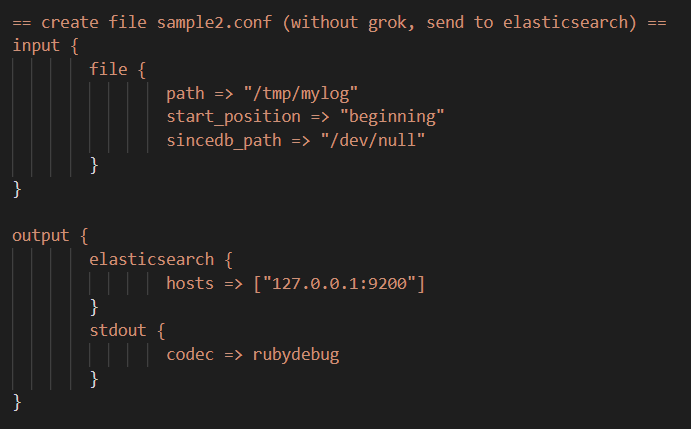 == create file sample2.conf (without grok, send to elasticsearch) ==
input {
file {
path => "/tmp/mylog"
start_position => "beginning"
sincedb_path => "/dev/null"
}
}
output {
elasticsearch {
hosts => ["127.0.0.1:9200"]
}
stdout {
codec => rubydebug
}
}